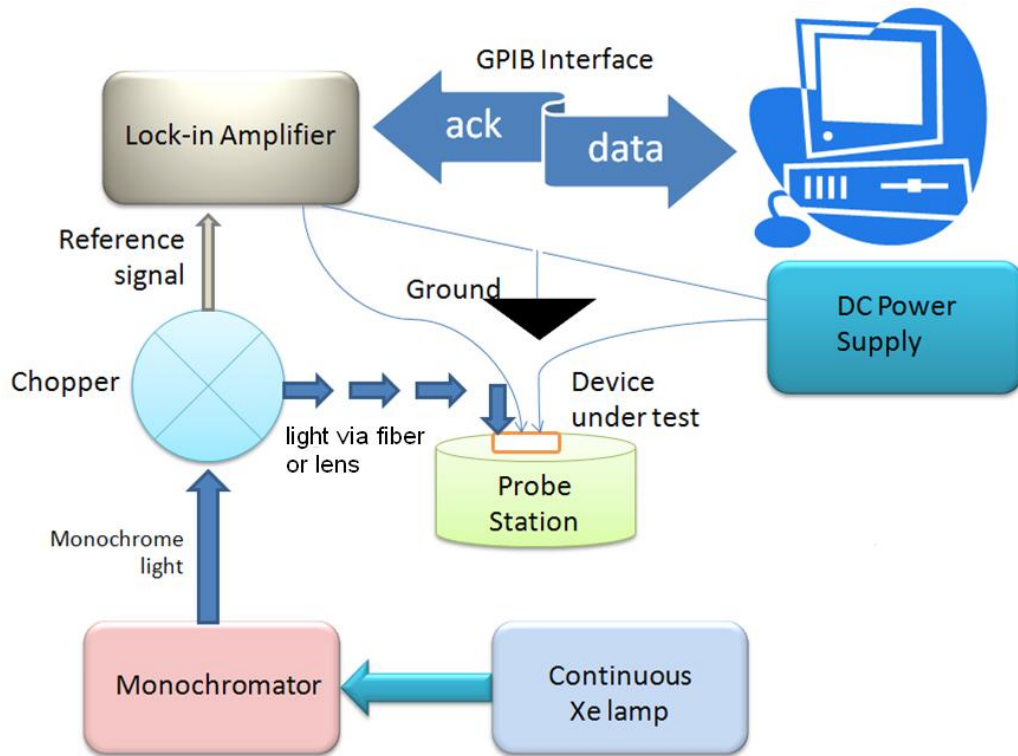 GPIB Interface
Lock-in Amplifier
ack
data
Reference
signal
Ground
DC Power
Supply
Chopper
Device
under test
light via fiber
or lens
Probe
Station
Monochrome
light
Monochromator
Continuous
Xe lamp